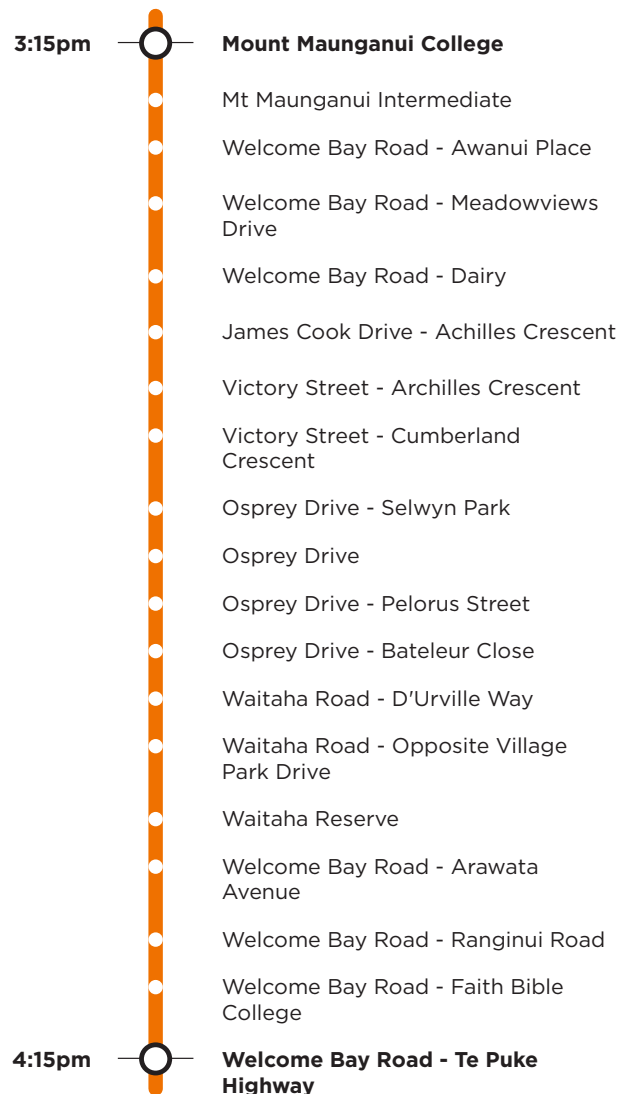 3:15pm Mount Maunganui College
Mt Maunganui Intermediate
Welcome Bay Road - Awanui Place
Welcome Bay Road - Meadowviews
Drive
Welcome Bay Road - Dairy
James Cook Drive - Achilles Crescent
Victory Street - Archilles Crescent
Victory Street - Cumberland
Crescent
Osprey Drive - Selwyn Park
Osprey Drive
Osprey Drive - Pelorus Street
Osprey Drive - Bateleur Close
Waitaha Road - D'Urville Way
Waitaha Road - Opposite Village
Park Drive
Waitaha Reserve
Welcome Bay Road - Arawata
Avenue
Welcome Bay Road - Ranginui Road
Welcome Bay Road - Faith Bible
College
4:15pm Welcome Bay Road - Te Puke
Highway